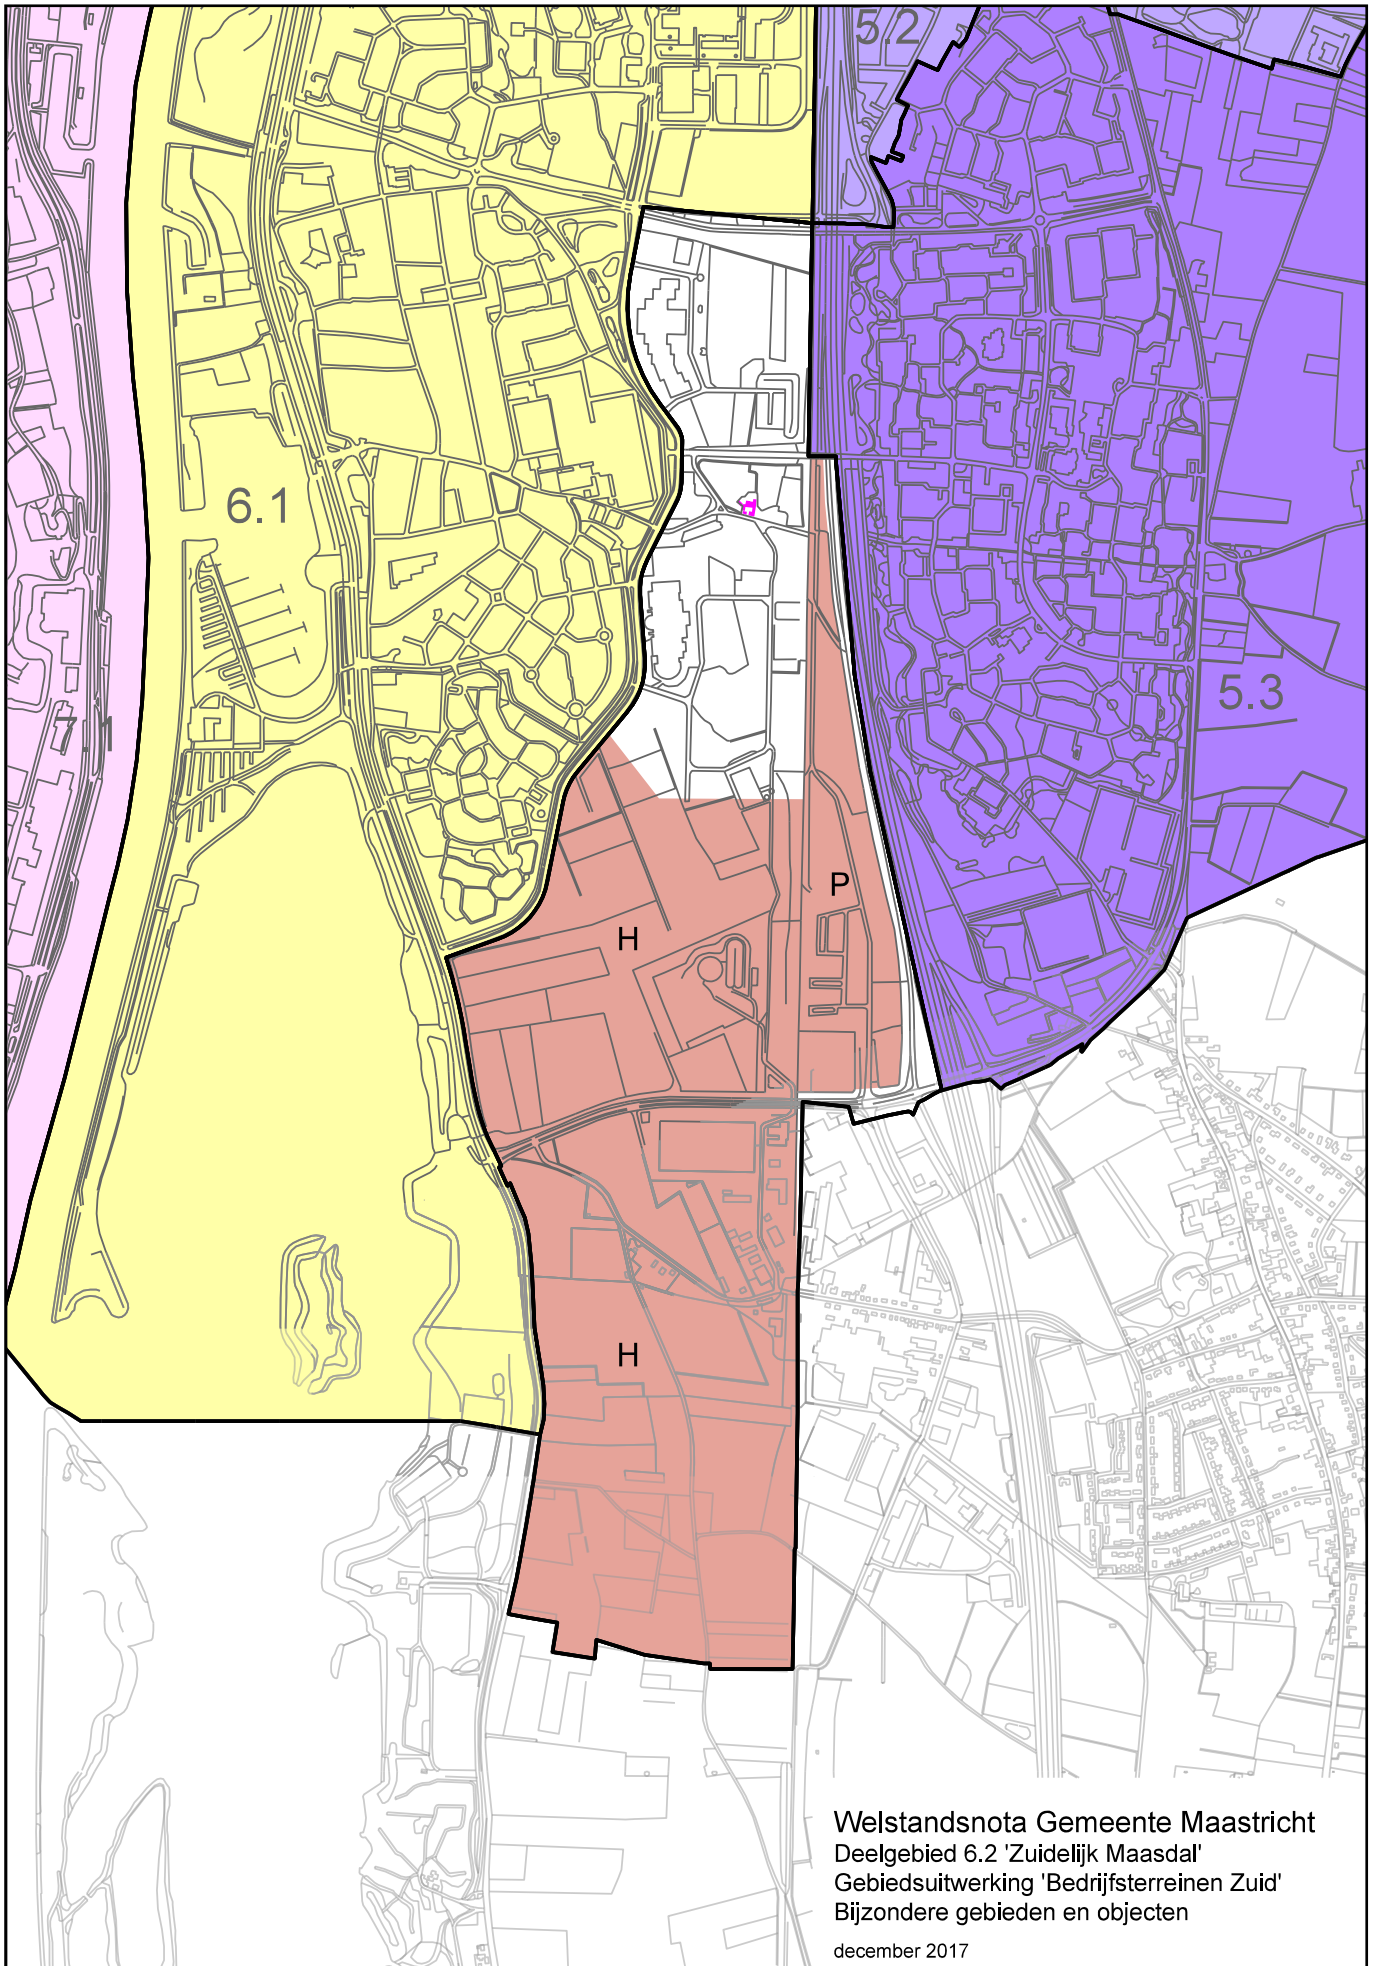 5.2
6.1
5.3
7.1
P
H
H
Welstandsnota Gemeente Maastricht
Deelgebied 6.2 'Zuidelijk Maasdal'
Gebiedsuitwerking 'Bedrijfsterreinen Zuid'
Bijzondere gebieden en objecten
december 2017